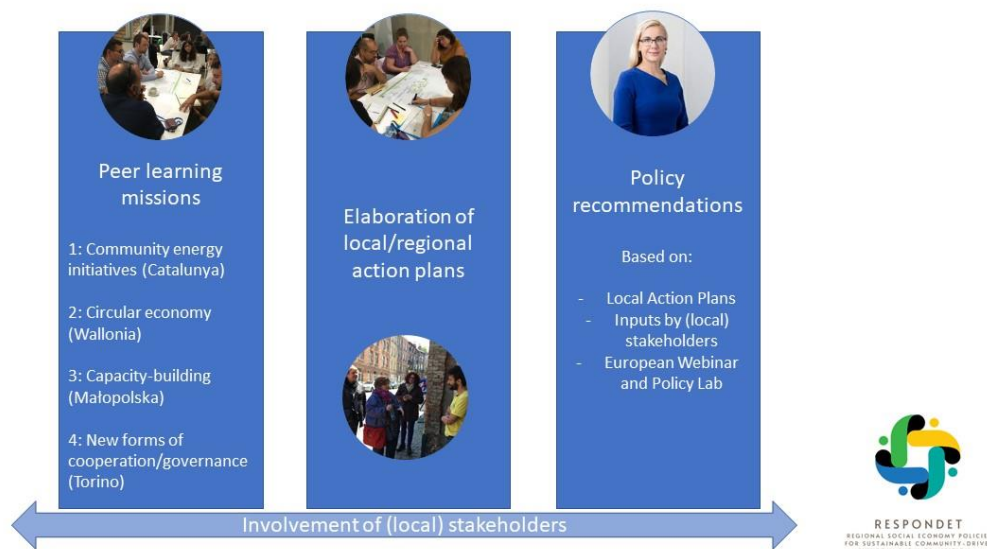 Peer learning
missions
1: Community energy
initiatives (Catalunya)
2: Circular economy
(Wallonia)
3: Capacity-building
(Małopolska)
4: New forms of
cooperation/governance
(Torino)
Elaboration of
local/regional
action plans
Policy
recommendations
Based on:
- Local Action Plans
- Inputs by (local)
stakeholders
- European Webinar
and Policy Lab
Involvement of (local) stakeholders
RESPONDET
REGIONAL SOCIAL ECONOMY POLICIE
FOR SUSTAINABLE COMMUNITY-DRIVE